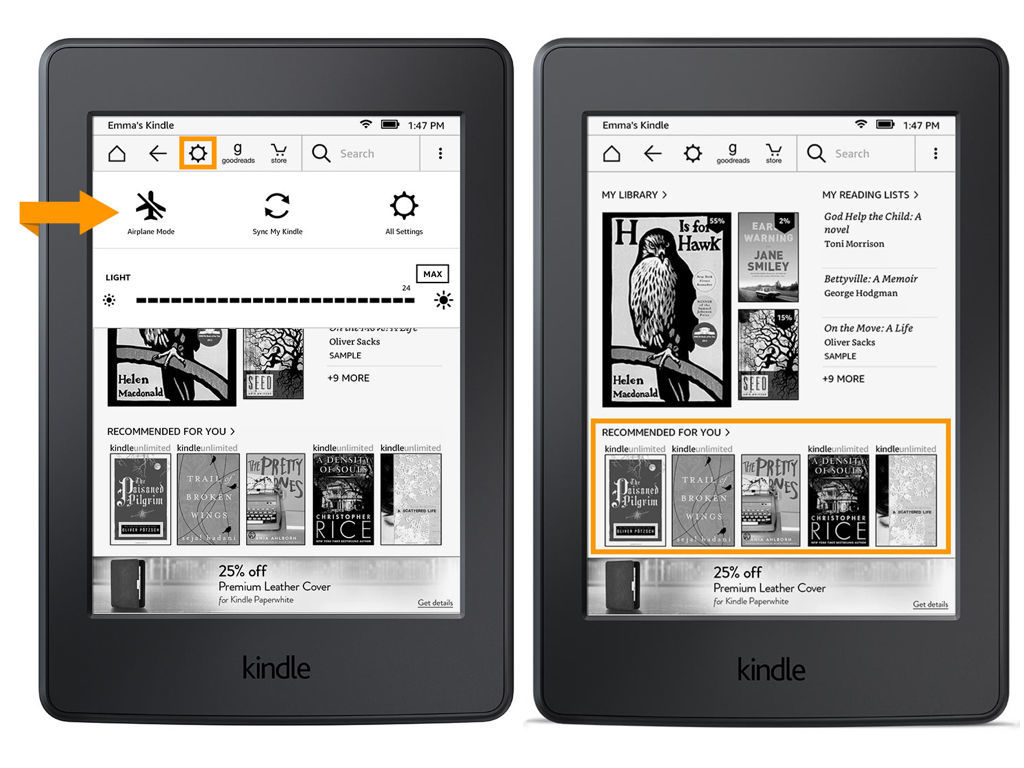 Emma's Kindle
1:47 PM
goodreads
store
Search
Airplane Mode
Sync My Kindle
All Settings
LIGHT
MAX
24
On the Move: A Life
Oliver Sacks
SAMPLE
+9 MORE
Helen
Macdonald
SEED
RECOMMENDED FOR YOU >
kindleunlimited kindleunlimited kindleunlimited kindleunlimited
The
Poisoned
Pilgrim
OLIVER PÖTZSCH
TRAIL of
BROKEN
WINGS
sejal badani
THE PRETTY
ONES
ANIA AHLBORN
A DENSITY
OF SOULS
CHRISTOPHER
RICE
A SCATTERED LIFE
25% off
Premium Leather Cover
for Kindle Paperwhite
Get details
kindle
Emma's Kindle
1:47 PM
goodreads
store
Search
MY LIBRARY >
H Is for
Hawk
55%
Helen
Macdonald
2%
EARLY
WARNING
JANE
SMILEY
15%
SEED
MY READING LISTS >
God Help the Child: A
novel
Toni Morrison
Bettyville: A Memoir
George Hodgman
On the Move: A Life
Oliver Sacks
SAMPLE
+9 MORE
RECOMMENDED FOR YOU >
kindleunlimited kindleunlimited kindleunlimited kindleunlimited
The
Poisoned
Pilgrim
OLIVER PÖTZSCH
TRAIL of
BROKEN
WINGS
sejal badani
THE PRETTY
ONES
ANIA AHLBORN
A DENSITY
OF SOULS
CHRISTOPHER
RICE
A SCATTERED LIFE
25% off
Premium Leather Cover
for Kindle Paperwhite
Get details
kindle